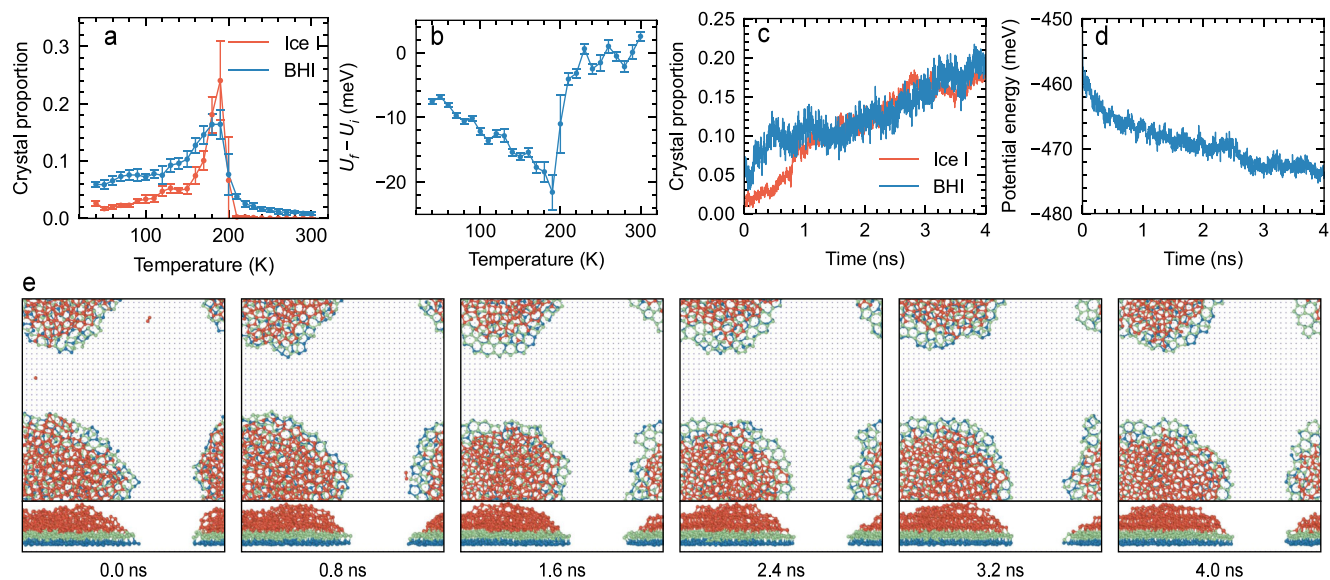 a
Ice I
BHI
Crystal proportion
0.3
0.2
0.1
0.0
100
200
300
Temperature (K)
b
U_f − U_i (meV)
0
−10
−20
100
200
300
Temperature (K)
c
Crystal proportion
0.25
0.20
0.15
0.10
0.05
0.00
Ice I
BHI
0
1
2
3
4
Time (ns)
d
Potential energy (meV)
−450
−460
−470
−480
0
1
2
3
4
Time (ns)
e
0.0 ns
0.8 ns
1.6 ns
2.4 ns
3.2 ns
4.0 ns